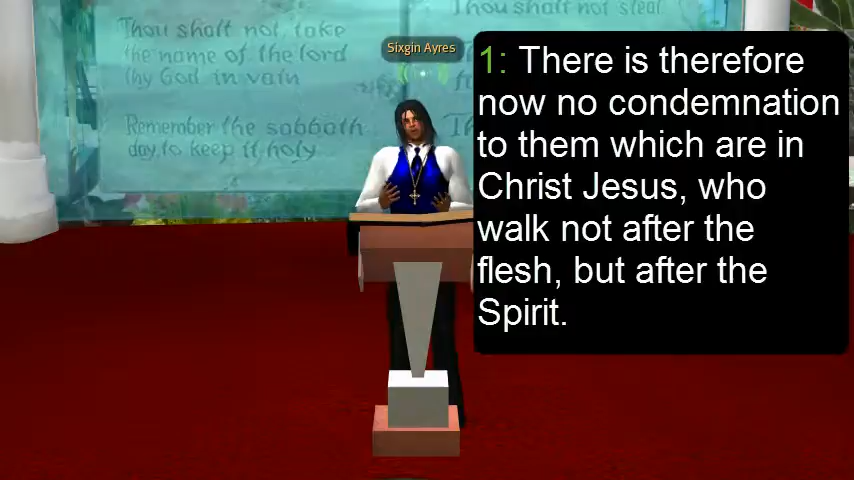 Thou shalt not steal
Thou shalt not take
the name of the lord
thy God in vain
Remember the sabbath
day, to keep it holy
Sixgin Ayres
1: There is therefore
now no condemnation
to them which are in
Christ Jesus, who
walk not after the
flesh, but after the
Spirit.